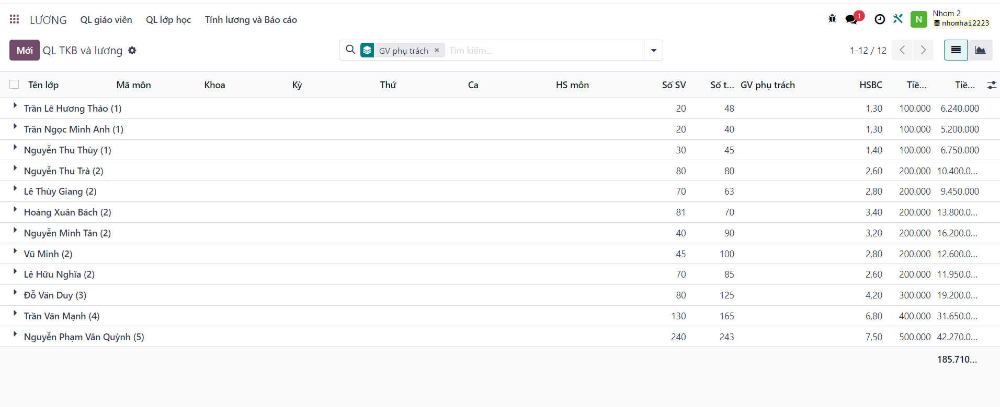 LƯƠNG QL giáo viên QL lớp học Tính lương và Báo cáo 1 N Nhom 2
nhomhai2223
Mới QL TKB và lương GV phụ trách × Tìm kiếm... 1-12 / 12
Tên lớp Mã môn Khoa Kỳ Thứ Ca HS môn Số SV Số t... GV phụ trách HSBC Tiề... Tiề...
Trần Lê Hương Thảo (1) 20 48 1,30 100.000 6.240.000
Trần Ngọc Minh Anh (1) 20 40 1,30 100.000 5.200.000
Nguyễn Thu Thùy (1) 30 45 1,40 100.000 6.750.000
Nguyễn Thu Trà (2) 80 80 2,60 200.000 10.400.0...
Lê Thùy Giang (2) 70 63 2,80 200.000 9.450.000
Hoàng Xuân Bách (2) 81 70 3,40 200.000 13.800.0...
Nguyễn Minh Tân (2) 40 90 3,20 200.000 16.200.0...
Vũ Minh (2) 45 100 2,80 200.000 12.600.0...
Lê Hữu Nghĩa (2) 70 85 2,60 200.000 11.950.0...
Đỗ Văn Duy (3) 80 125 4,20 300.000 19.200.0...
Trần Văn Mạnh (4) 130 165 6,80 400.000 31.650.0...
Nguyễn Phạm Vân Quỳnh (5) 240 243 7,50 500.000 42.270.0...
185.710...